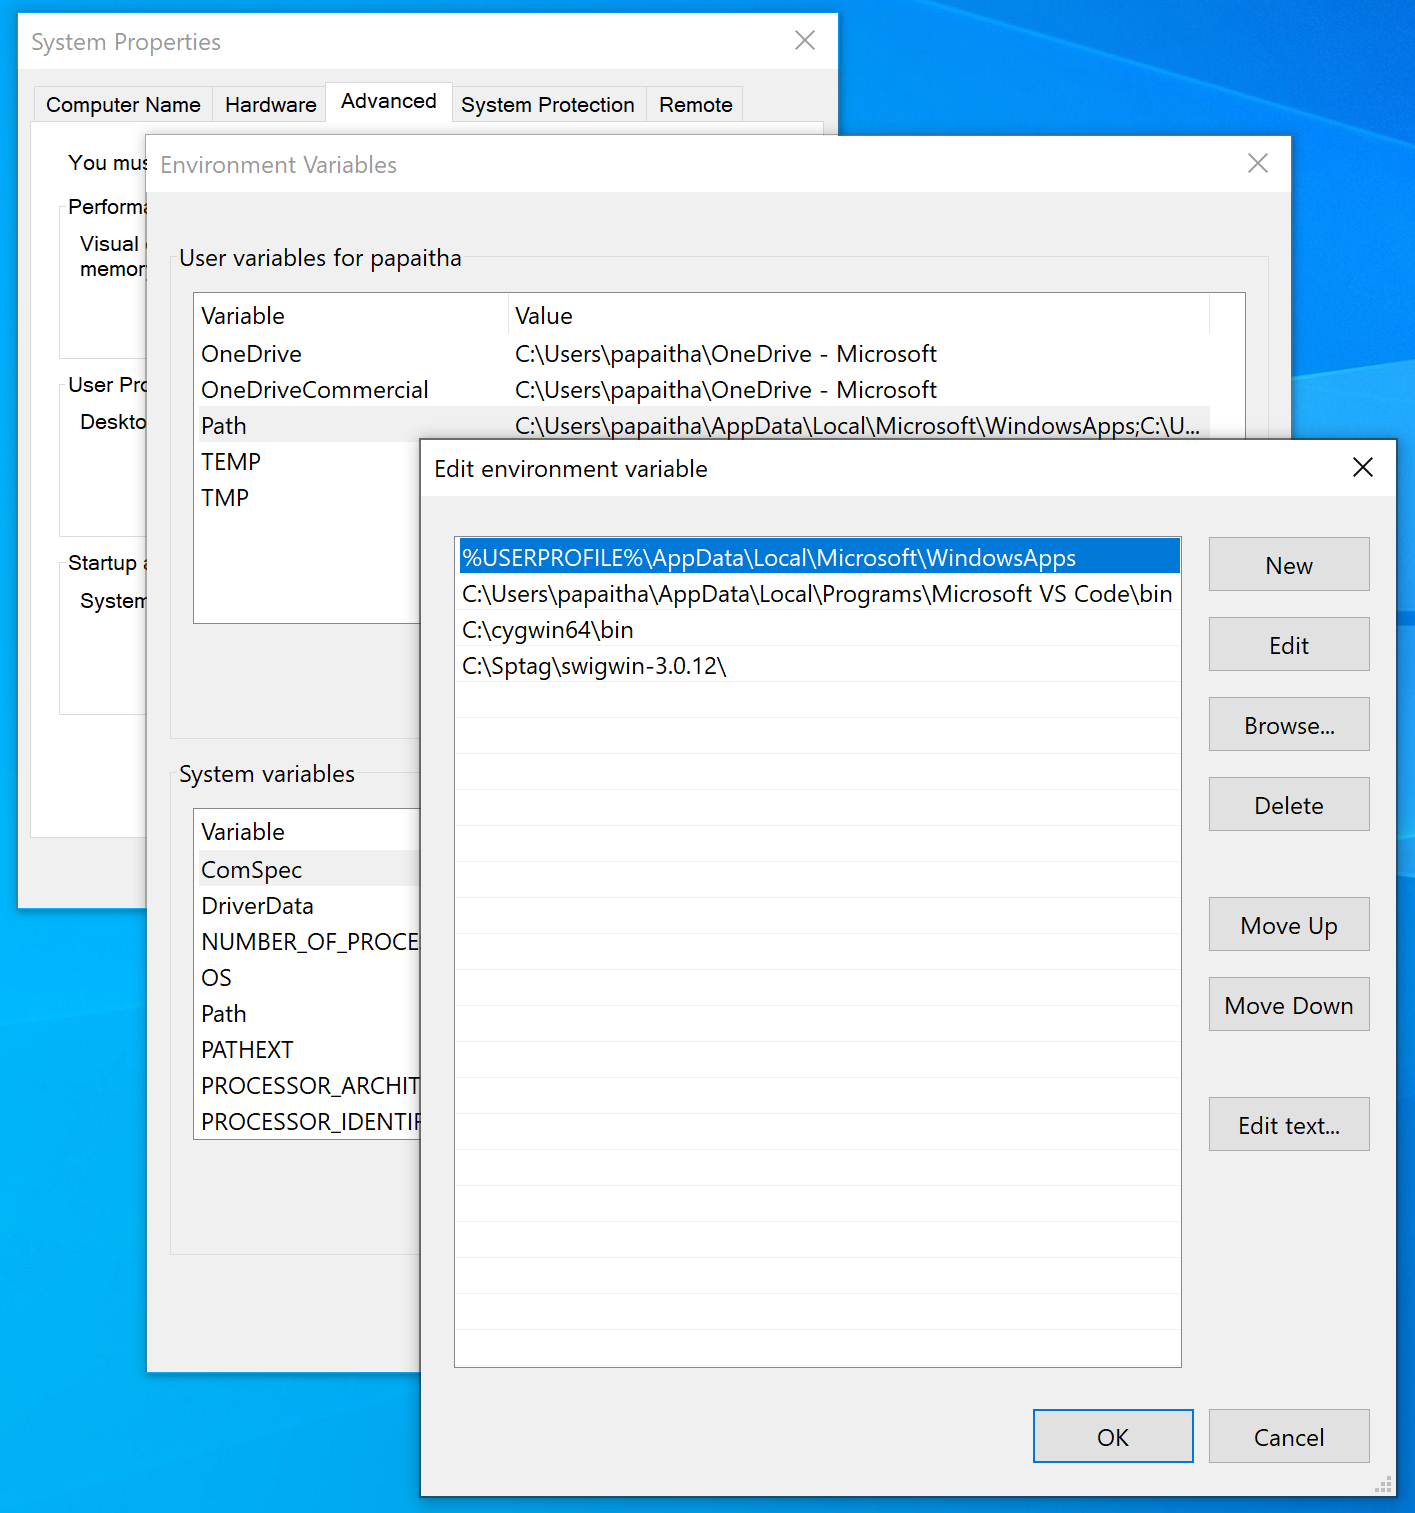 System Properties
Computer Name Hardware Advanced System Protection Remote
You mus
Environment Variables
Performa
Visual
memory
User variables for papaitha
Variable Value
OneDrive C:\Users\papaitha\OneDrive - Microsoft
OneDriveCommercial C:\Users\papaitha\OneDrive - Microsoft
Path C:\Users\papaitha\AppData\Local\Microsoft\WindowsApps;C:\U...
TEMP
TMP
User Pro
Deskto
Startup
System
System variables
Variable
ComSpec
DriverData
NUMBER_OF_PROCE
OS
Path
PATHEXT
PROCESSOR_ARCHIT
PROCESSOR_IDENTIF
Edit environment variable
%USERPROFILE%\AppData\Local\Microsoft\WindowsApps
C:\Users\papaitha\AppData\Local\Programs\Microsoft VS Code\bin
C:\cygwin64\bin
C:\Sptag\swigwin-3.0.12\
New
Edit
Browse...
Delete
Move Up
Move Down
Edit text...
OK Cancel